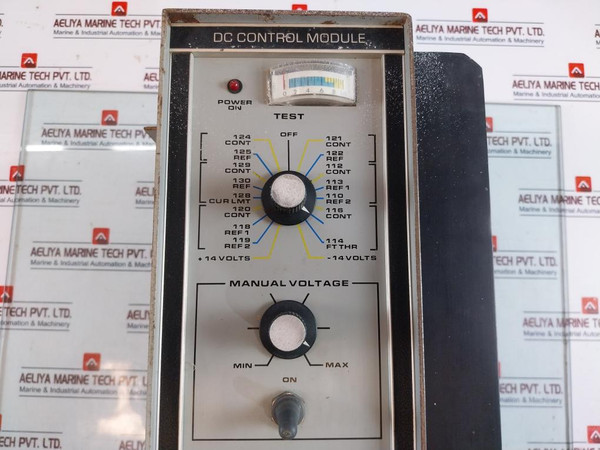 DC CONTROL MODULE
POWER
ON
TEST
OFF
124
CONT
125
REF
129
CONT
130
REF
128
CUR LMT
120
CONT
118
REF 1
119
REF 2
+ 14 VOLTS
121
CONT
122
REF
112
CONT
113
REF 1
110
REF 2
116
CONT
114
FT THR
-14 VOLTS
MANUAL VOLTAGE
MIN
MAX
ON
AELIYA MARINE TECH PVT. LTD.
Marine & Industrial Automation & Machinery